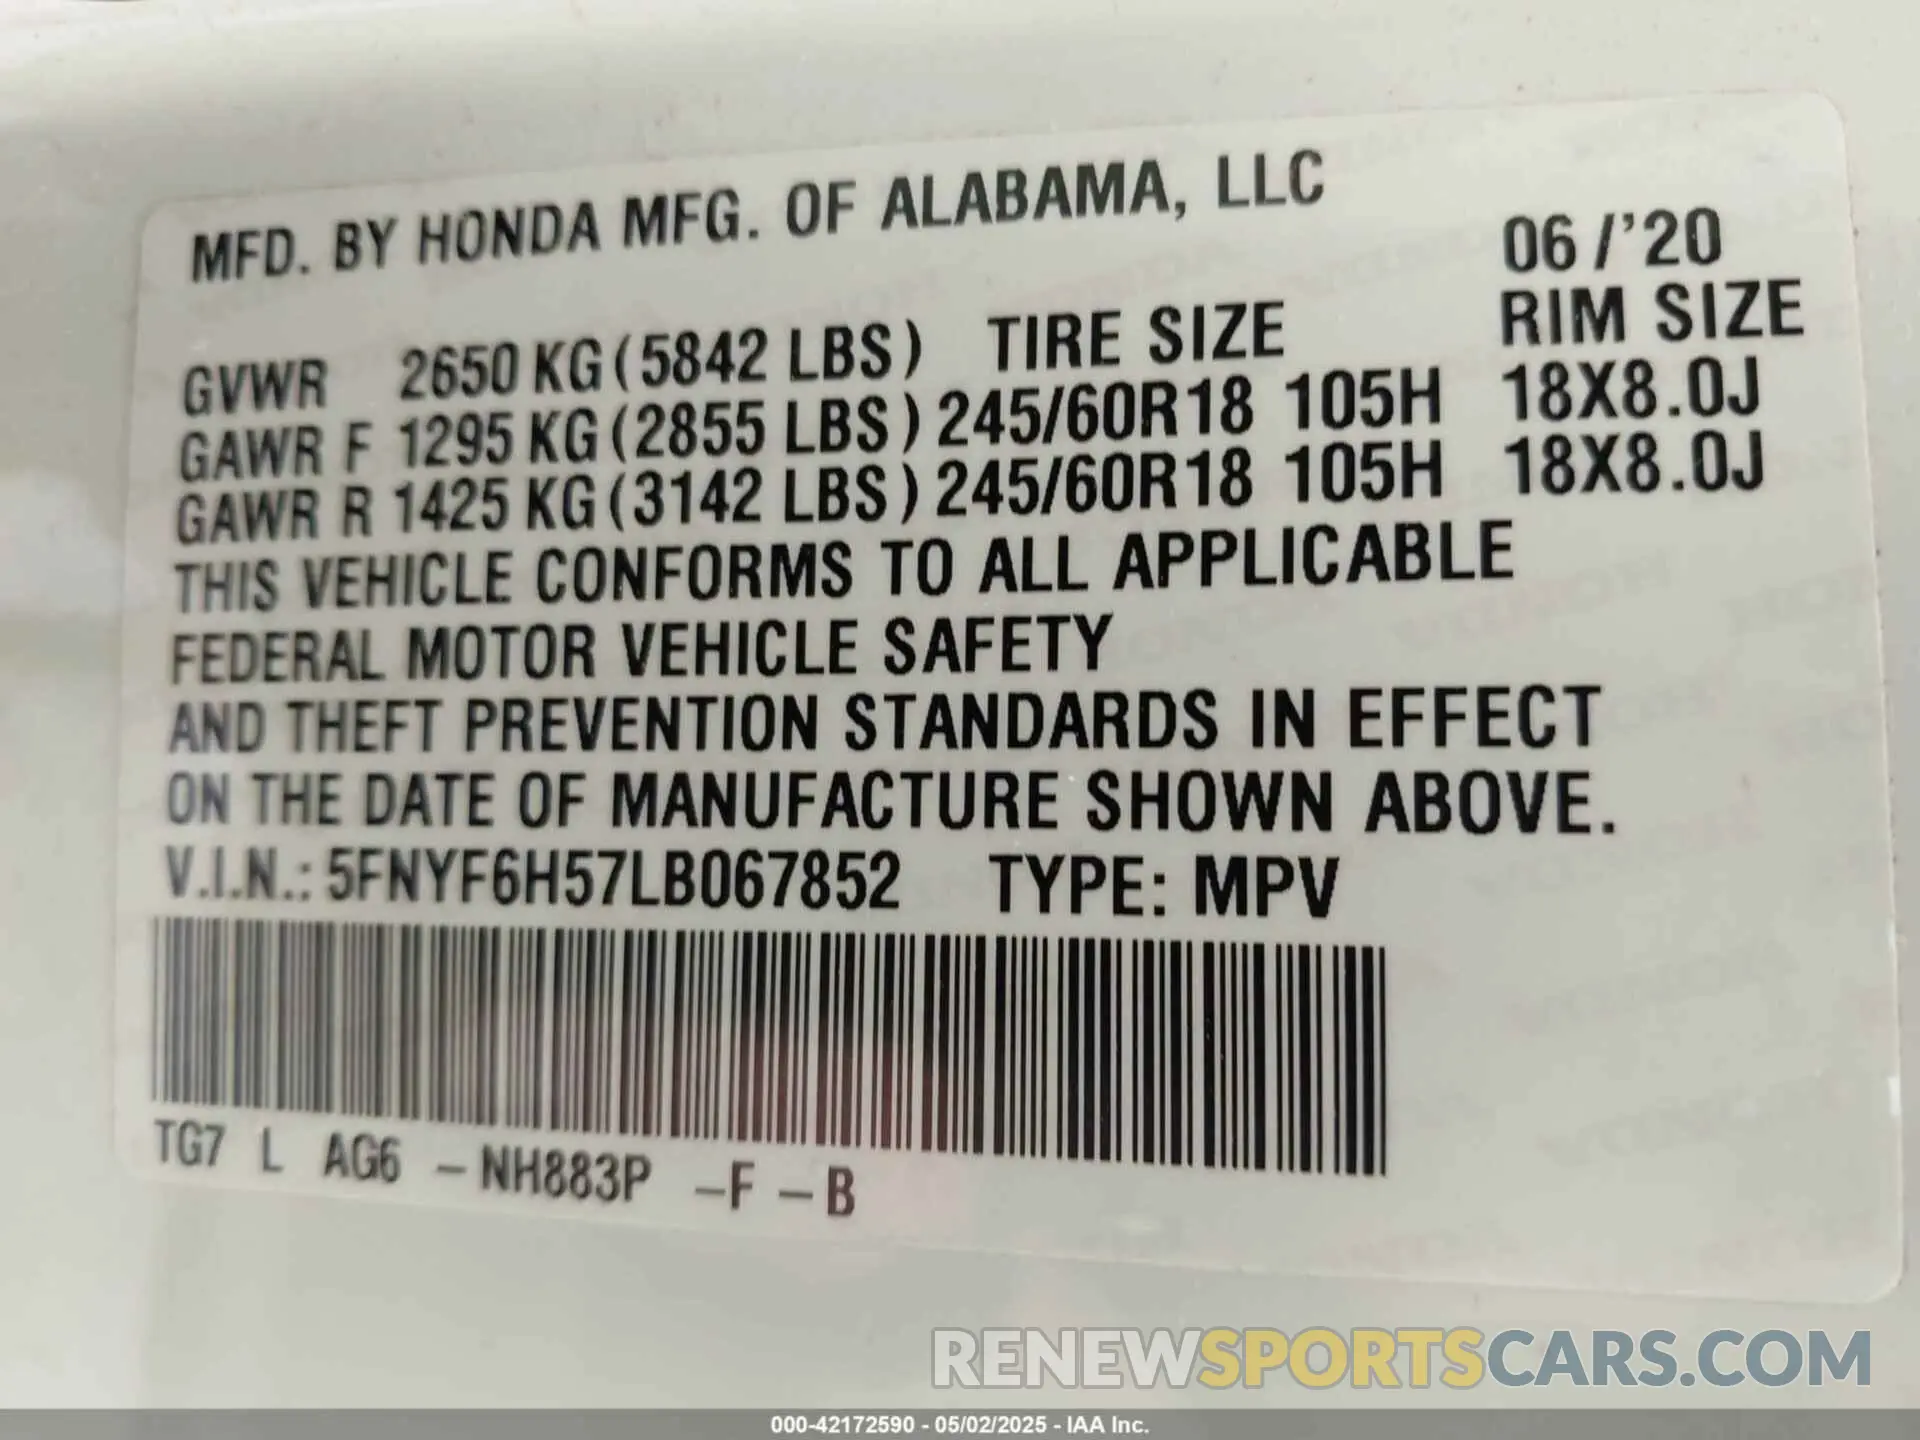 MFD. BY HONDA MFG. OF ALABAMA, LLC
06 /'20
GVWR 2650 KG ( 5842 LBS ) TIRE SIZE RIM SIZE
GAWR F 1295 KG ( 2855 LBS ) 245/60R18 105H 18X8.0J
GAWR R 1425 KG ( 3142 LBS ) 245/60R18 105H 18X8.0J
THIS VEHICLE CONFORMS TO ALL APPLICABLE
FEDERAL MOTOR VEHICLE SAFETY
AND THEFT PREVENTION STANDARDS IN EFFECT
ON THE DATE OF MANUFACTURE SHOWN ABOVE.
V.I.N.: 5FNYF6H57LB067852 TYPE: MPV
TG7 L AG6 – NH883P –F – B
RENEWSPORTSCARS.COM
000-42172590 - 05/02/2025 - IAA Inc.